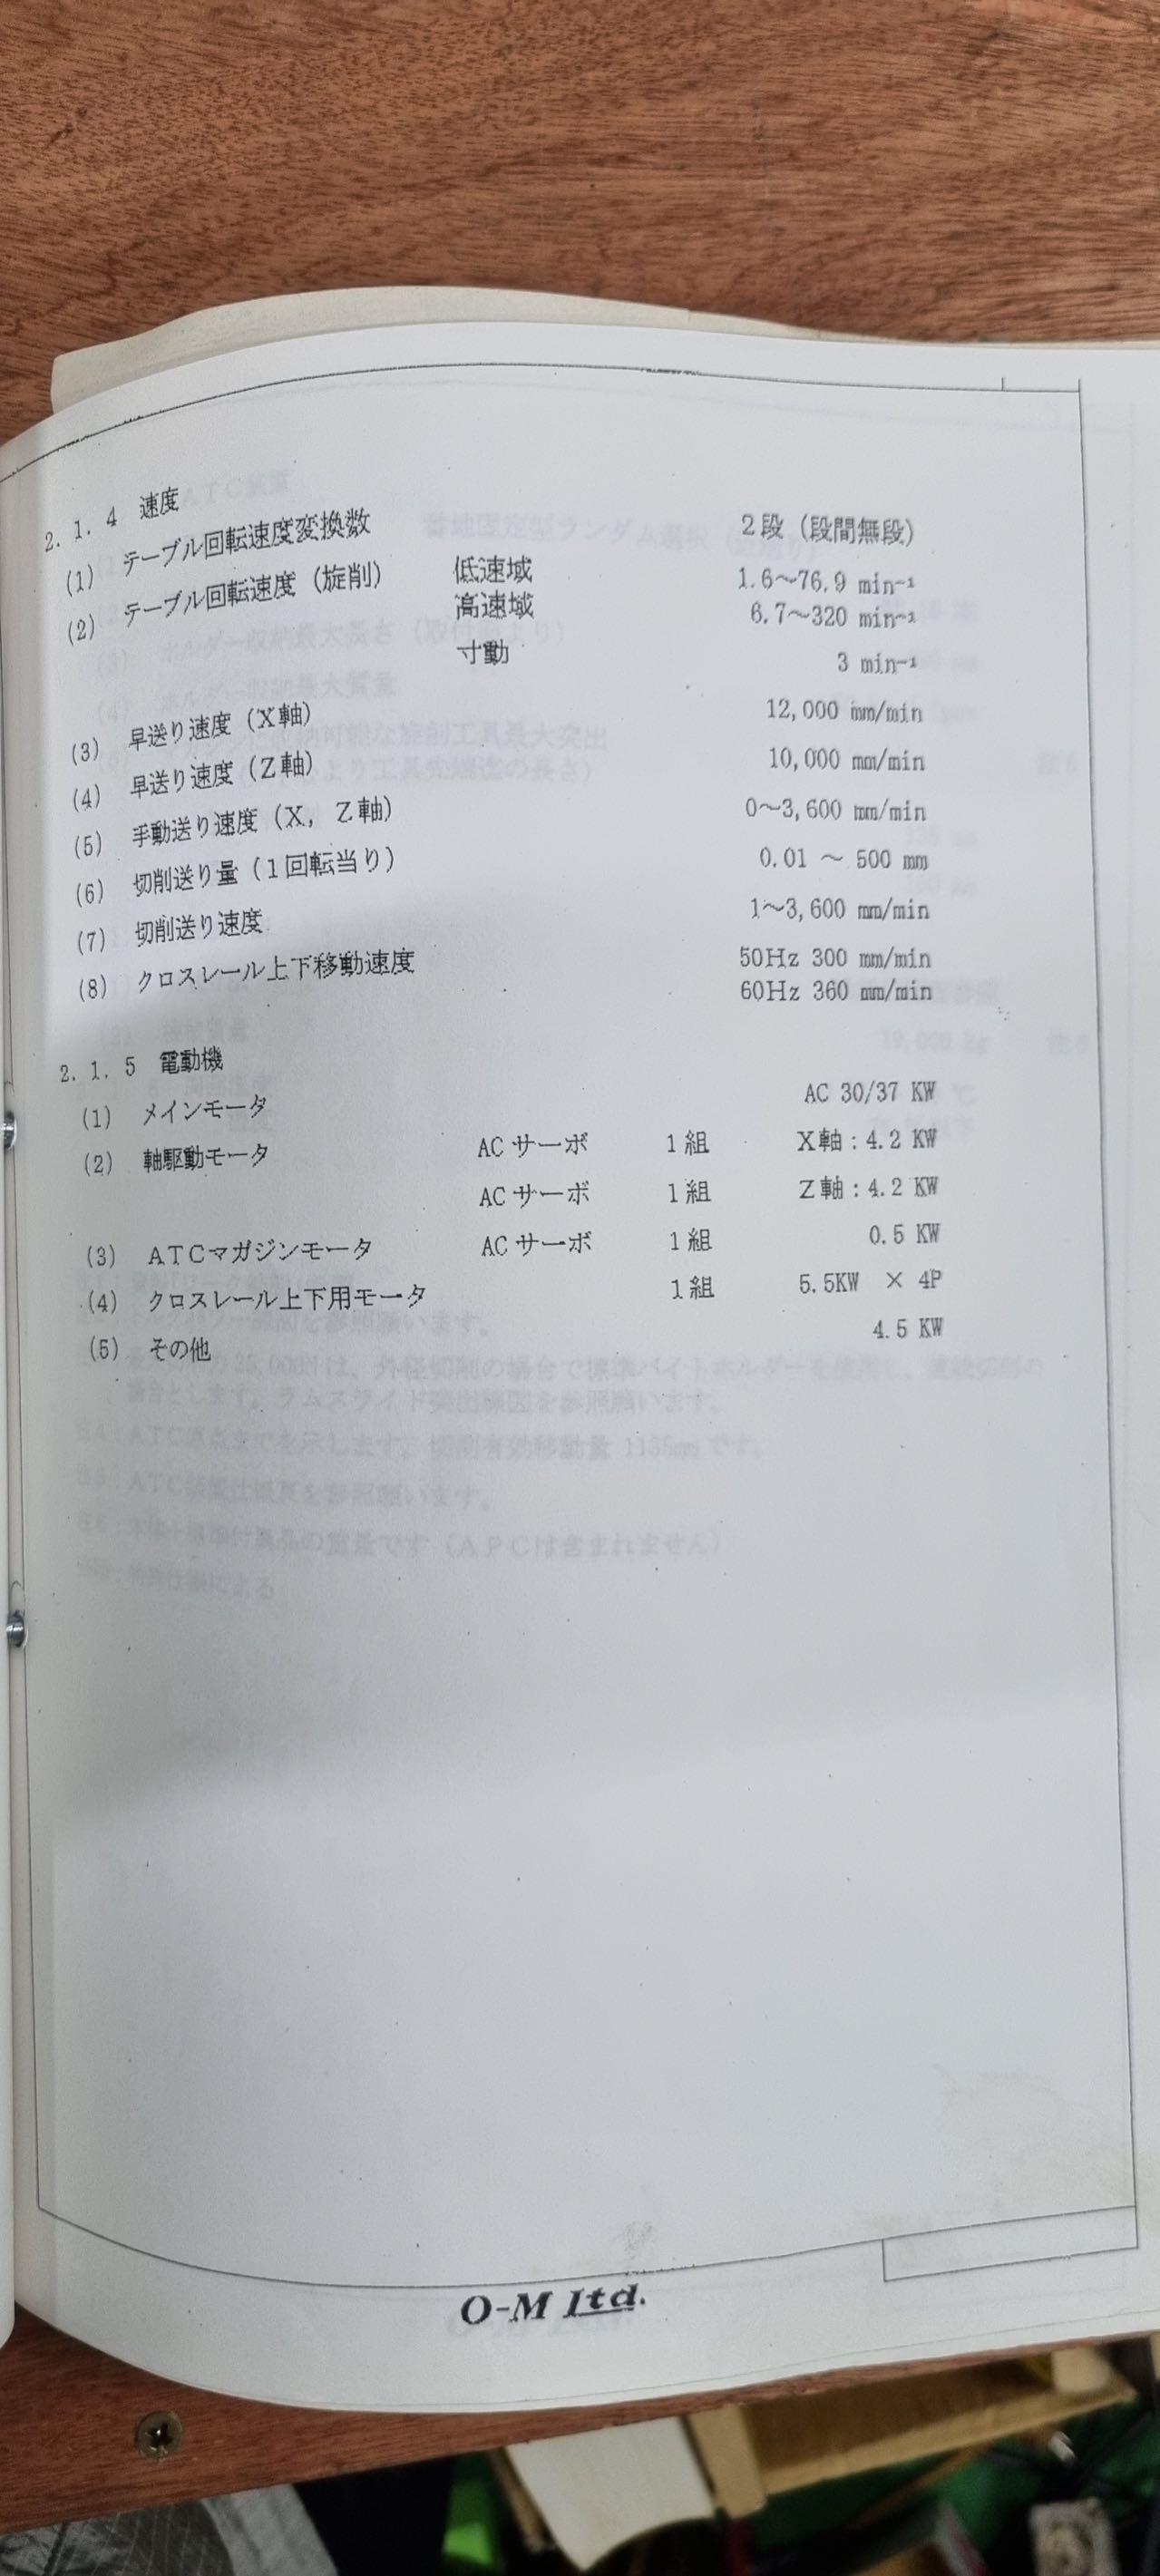 2. 1. 4 速度
(1) テーブル回転速度変換数 2段（段間無段）
(2) テーブル回転速度（旋削） 低速域 1.6～76.9 min⁻¹
高速域 6.7～320 min⁻¹
寸動 3 min⁻¹
(3) 早送り速度（X軸） 12,000 mm/min
(4) 早送り速度（Z軸） 10,000 mm/min
(5) 手動送り速度（X，Z軸） 0～3,600 mm/min
(6) 切削送り量（1回転当り） 0.01 ～ 500 mm
(7) 切削送り速度 1～3,600 mm/min
(8) クロスレール上下移動速度 50Hz 300 mm/min
60Hz 360 mm/min
2. 1. 5 電動機
(1) メインモータ AC 30/37 KW
(2) 軸駆動モータ AC サーボ 1組 X軸：4.2 KW
AC サーボ 1組 Z軸：4.2 KW
(3) ATCマガジンモータ AC サーボ 1組 0.5 KW
(4) クロスレール上下用モータ 1組 5.5KW × 4P
(5) その他 4.5 KW
O-M Ltd.